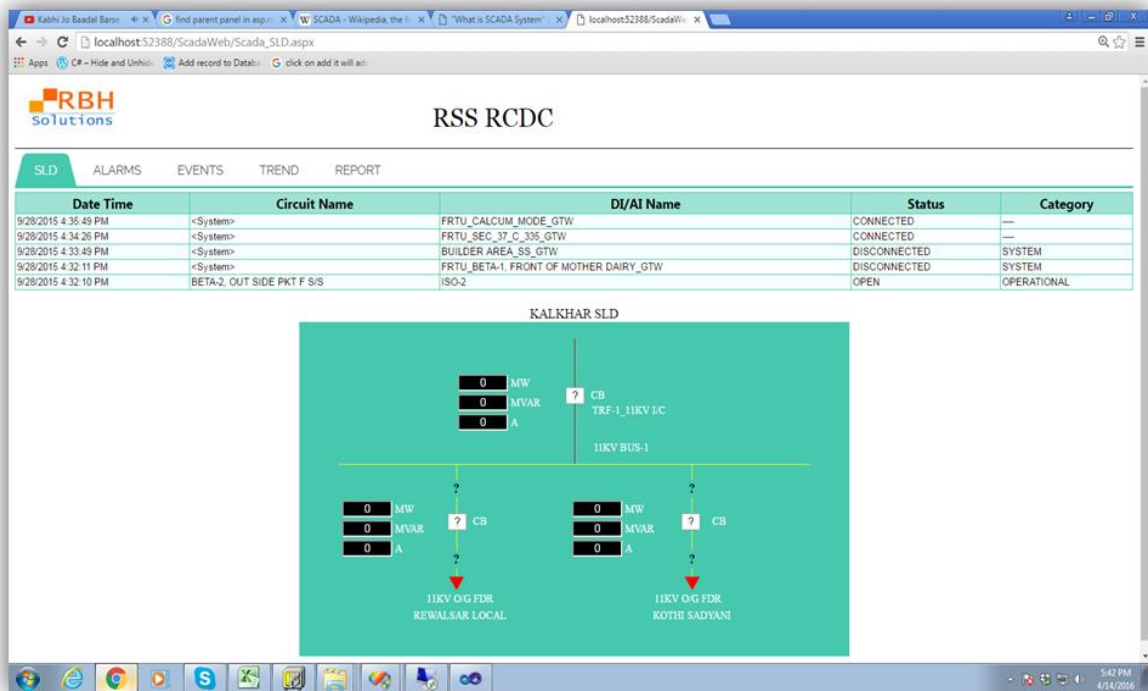 Kabhi Jo Baadal Barse
find parent panel in asp.n
SCADA - Wikipedia, the f
"What is SCADA System"
localhost:52388/ScadaWe
localhost:52388/ScadaWeb/Scada_SLD.aspx
Apps C# – Hide and Unhid Add record to Datab click on add it will ad
RBH
Solutions
RSS RCDC
SLD ALARMS EVENTS TREND REPORT
Date Time Circuit Name DI/AI Name Status Category
9/28/2015 4:35:49 PM <System> FRTU_CALCUM_MODE_GTW CONNECTED ----
9/28/2015 4:34:26 PM <System> FRTU_SEC_37_C_335_GTW CONNECTED ----
9/28/2015 4:33:49 PM <System> BUILDER AREA_SS_GTW DISCONNECTED SYSTEM
9/28/2015 4:32:11 PM <System> FRTU_BETA-1, FRONT OF MOTHER DAIRY_GTW DISCONNECTED SYSTEM
9/28/2015 4:32:10 PM BETA-2, OUT SIDE PKT F S/S ISO-2 OPEN OPERATIONAL
KALKHAR SLD
0 MW
0 MVAR
0 A
? CB
TRF-1_11KV I/C
11KV BUS-1
? ?
0 MW 0 MW
0 MVAR ? CB 0 MVAR ? CB
0 A 0 A
? ?
11KV O/G FDR 11KV O/G FDR
REWALSAR LOCAL KOTHI SADYANI
5:42 PM
4/14/2016